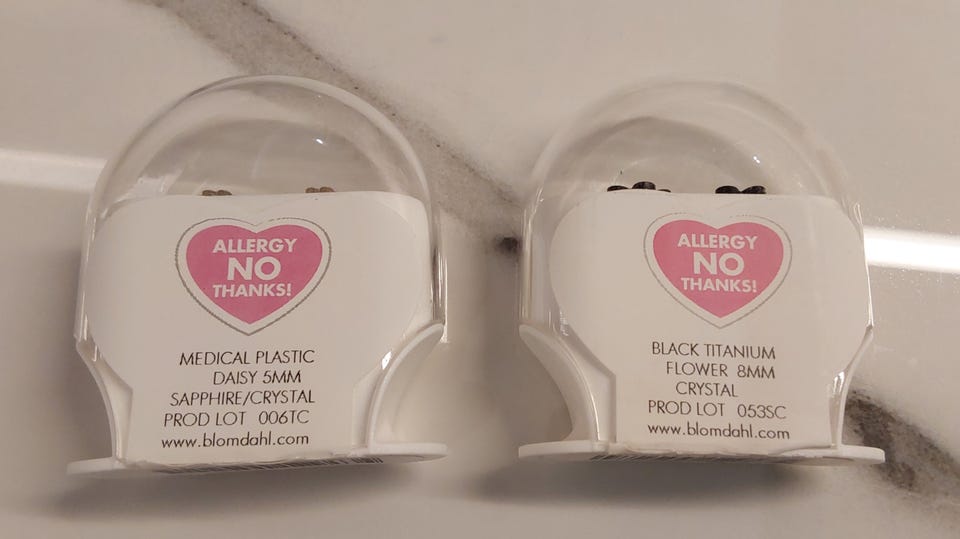 ALLERGY
NO
THANKS!
MEDICAL PLASTIC
DAISY 5MM
SAPPHIRE/CRYSTAL
PROD LOT 006TC
www.blomdahl.com
ALLERGY
NO
THANKS!
BLACK TITANIUM
FLOWER 8MM
CRYSTAL
PROD LOT 053SC
www.blomdahl.com